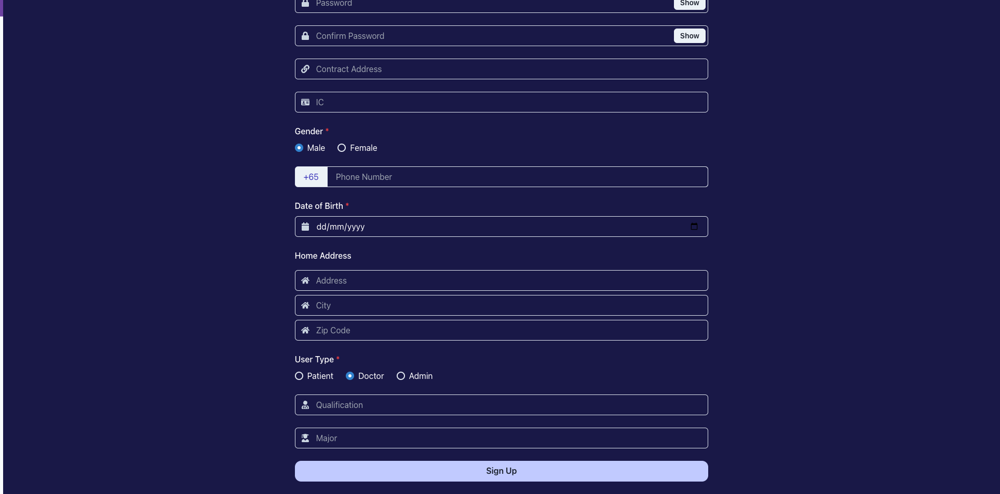 Password Show
Confirm Password Show
Contract Address
IC
Gender *
Male Female
+65 Phone Number
Date of Birth *
dd/mm/yyyy
Home Address
Address
City
Zip Code
User Type *
Patient Doctor Admin
Qualification
Major
Sign Up